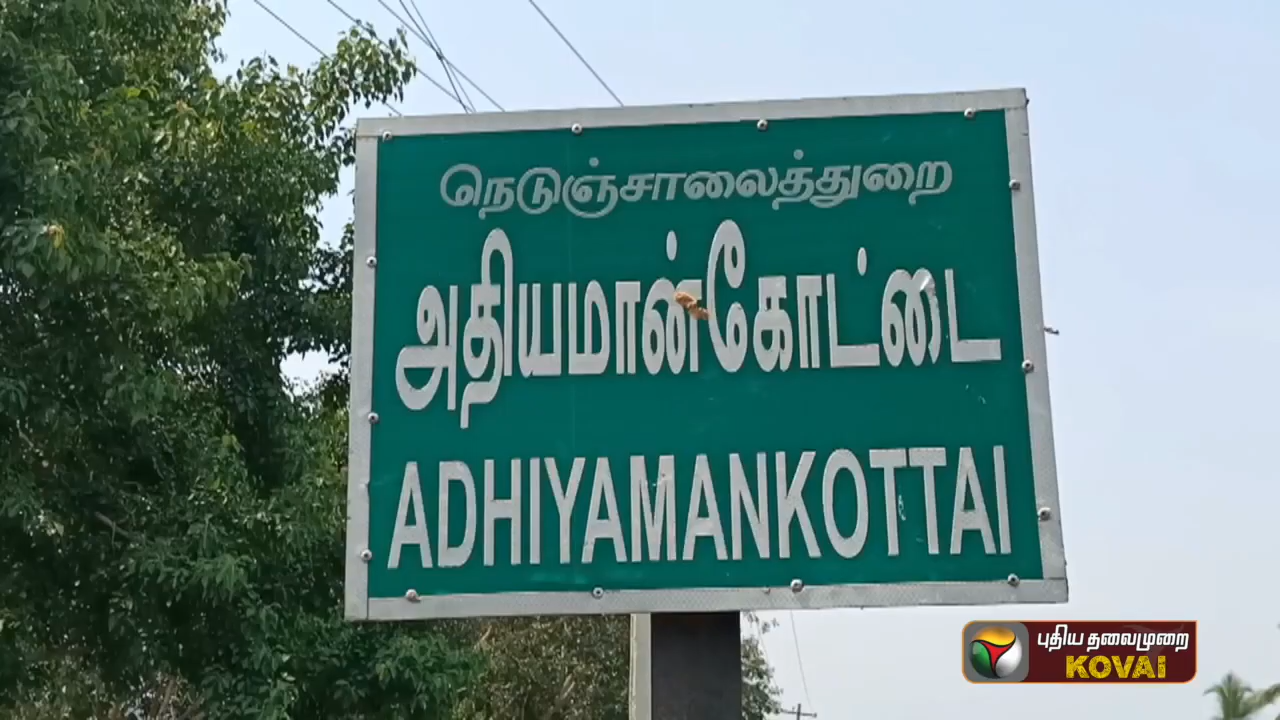 நெடுஞ்சாலைத்துறை
அதியமான்கோட்டை
ADHIYAMANKOTTAI
புதிய தலைமுறை
KOVAI